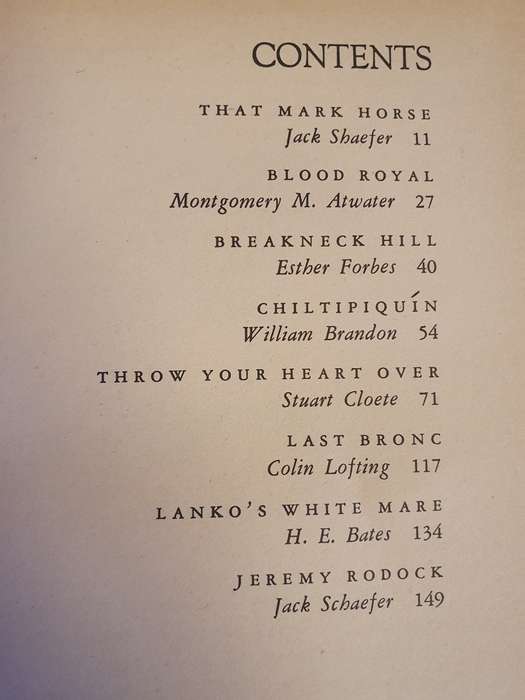 CONTENTS
THAT MARK HORSE
Jack Shaefer 11
BLOOD ROYAL
Montgomery M. Atwater 27
BREAKNECK HILL
Esther Forbes 40
CHILTIPIQUÍN
William Brandon 54
THROW YOUR HEART OVER
Stuart Cloete 71
LAST BRONC
Colin Lofting 117
LANKO'S WHITE MARE
H. E. Bates 134
JEREMY RODOCK
Jack Schaefer 149